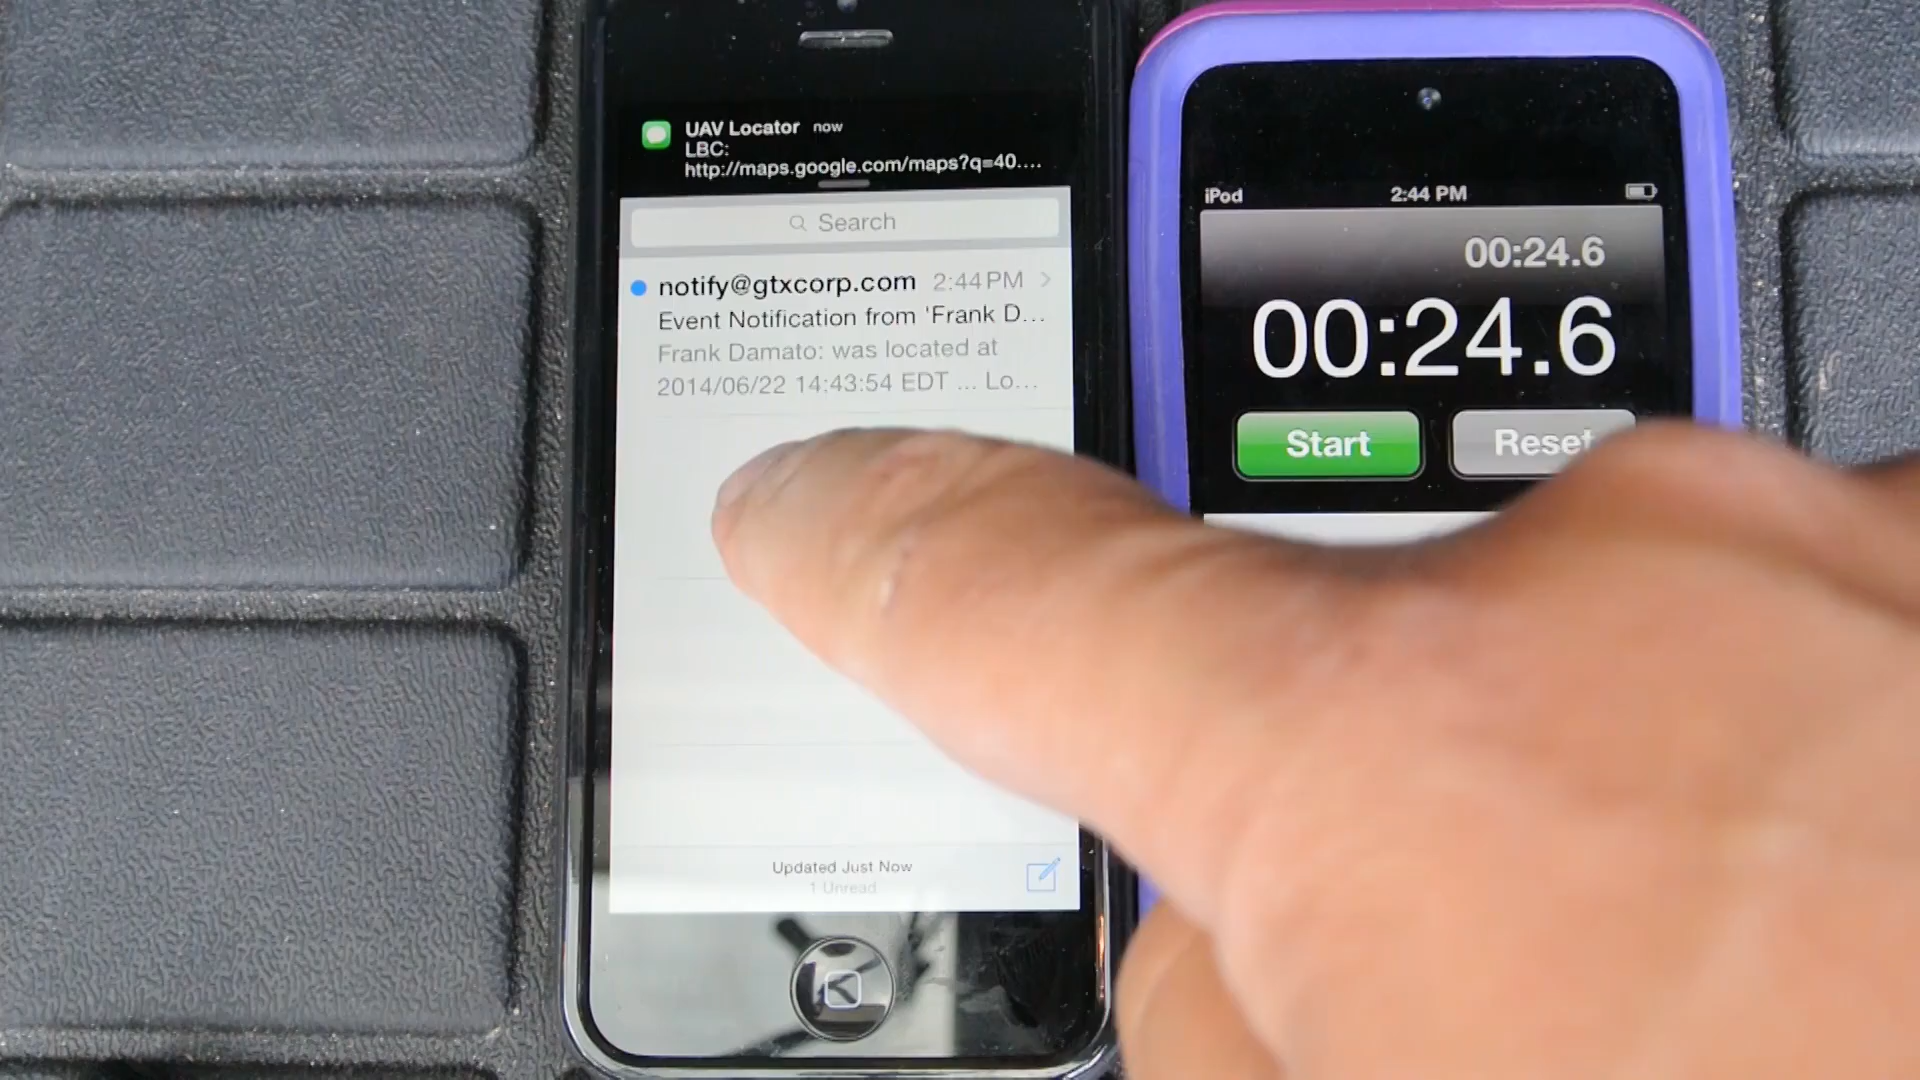 UAV Locator now
LBC:
http://maps.google.com/maps?q=40....
Search
notify@gtxcorp.com 2:44 PM
Event Notification from 'Frank D...
Frank Damato: was located at
2014/06/22 14:43:54 EDT ... Lo...
Updated Just Now
1 Unread
iPod 2:44 PM
00:24.6
00:24.6
Start Reset